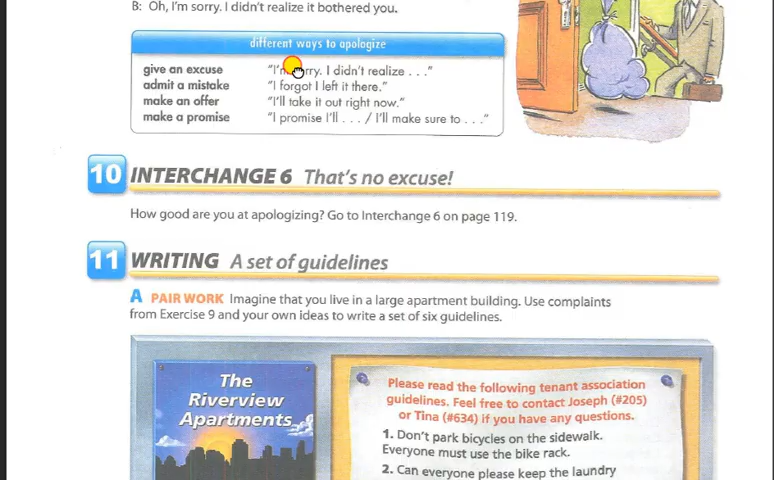 B: Oh, I'm sorry. I didn't realize it bothered you.
different ways to apologize
give an excuse "I'm sorry. I didn't realize . . ."
admit a mistake "I forgot I left it there."
make an offer "I'll take it out right now."
make a promise "I promise I'll . . . / I'll make sure to . . ."
10 INTERCHANGE 6 That's no excuse!
How good are you at apologizing? Go to Interchange 6 on page 119.
11 WRITING A set of guidelines
A PAIR WORK Imagine that you live in a large apartment building. Use complaints
from Exercise 9 and your own ideas to write a set of six guidelines.
The
Riverview
Apartments
Please read the following tenant association
guidelines. Feel free to contact Joseph (#205)
or Tina (#634) if you have any questions.
1. Don't park bicycles on the sidewalk.
Everyone must use the bike rack.
2. Can everyone please keep the laundry